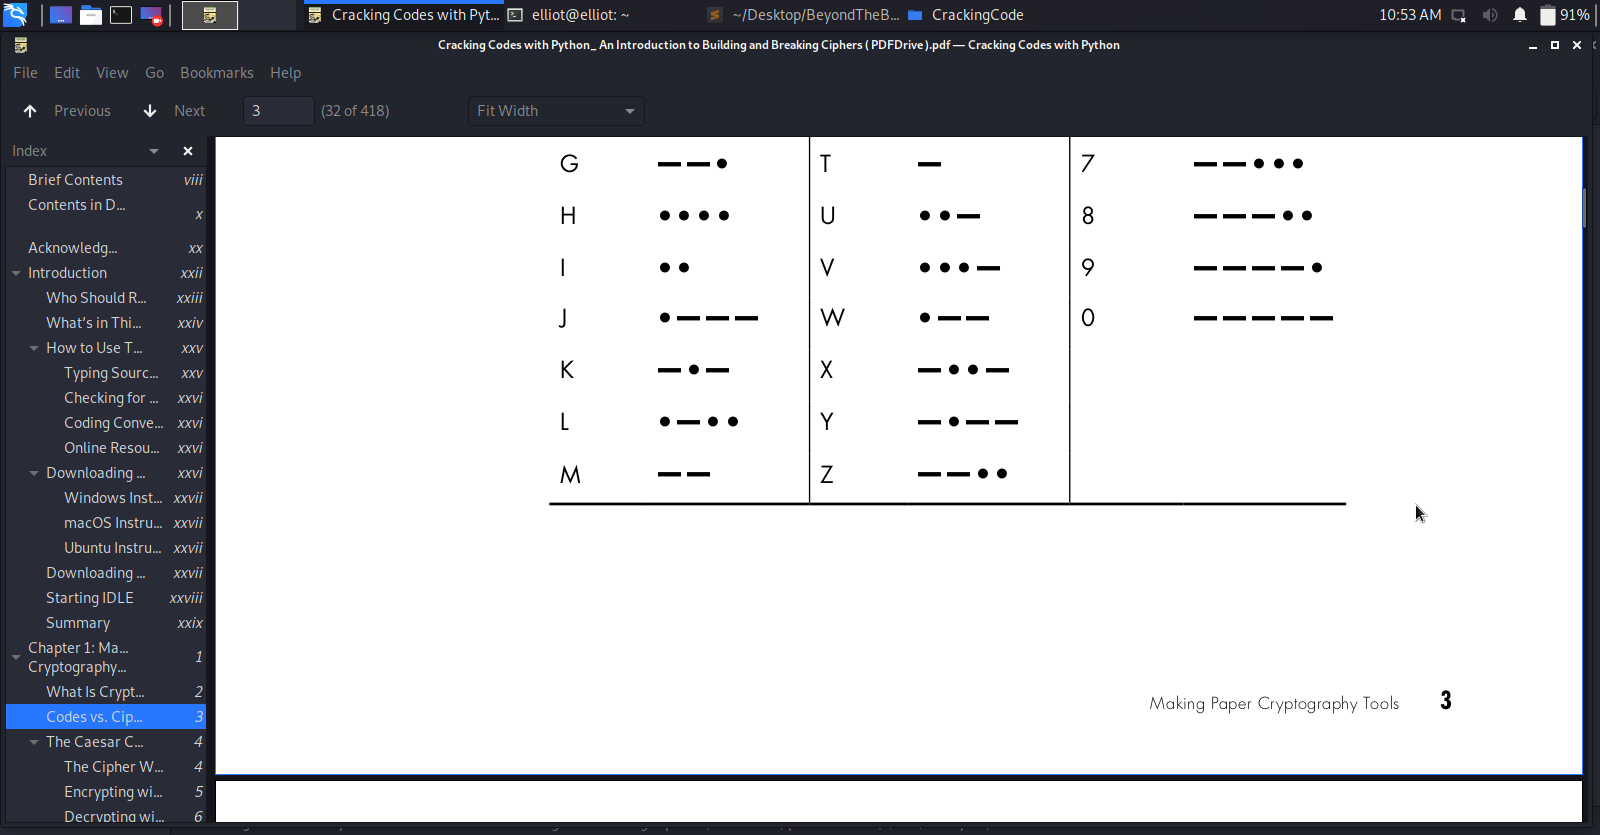 Cracking Codes with Pyt...
elliot@elliot: ~
~/Desktop/BeyondTheB...
CrackingCode
10:53 AM
91%
Cracking Codes with Python_ An Introduction to Building and Breaking Ciphers ( PDFDrive ).pdf — Cracking Codes with Python
File Edit View Go Bookmarks Help
Previous Next 3 (32 of 418) Fit Width
Index
Brief Contents viii
Contents in D... x
Acknowledg... xx
Introduction xxii
Who Should R... xxiii
What's in Thi... xxiv
How to Use T... xxv
Typing Sourc... xxv
Checking for ... xxvi
Coding Conve... xxvi
Online Resou... xxvi
Downloading ... xxvi
Windows Inst... xxvii
macOS Instru... xxvii
Ubuntu Instru... xxvii
Downloading ... xxvii
Starting IDLE xxviii
Summary xxix
Chapter 1: Ma...
Cryptography... 1
What Is Crypt... 2
Codes vs. Cip... 3
The Caesar C... 4
The Cipher W... 4
Encrypting wi... 5
Decrypting wi... 6
G — — • T — 7 — — • • •
H • • • • U • • — 8 — — — • •
I • • V • • • — 9 — — — — •
J • — — — W • — — 0 — — — — —
K — • — X — • • —
L • — • • Y — • — —
M — — Z — — • •
Making Paper Cryptography Tools 3